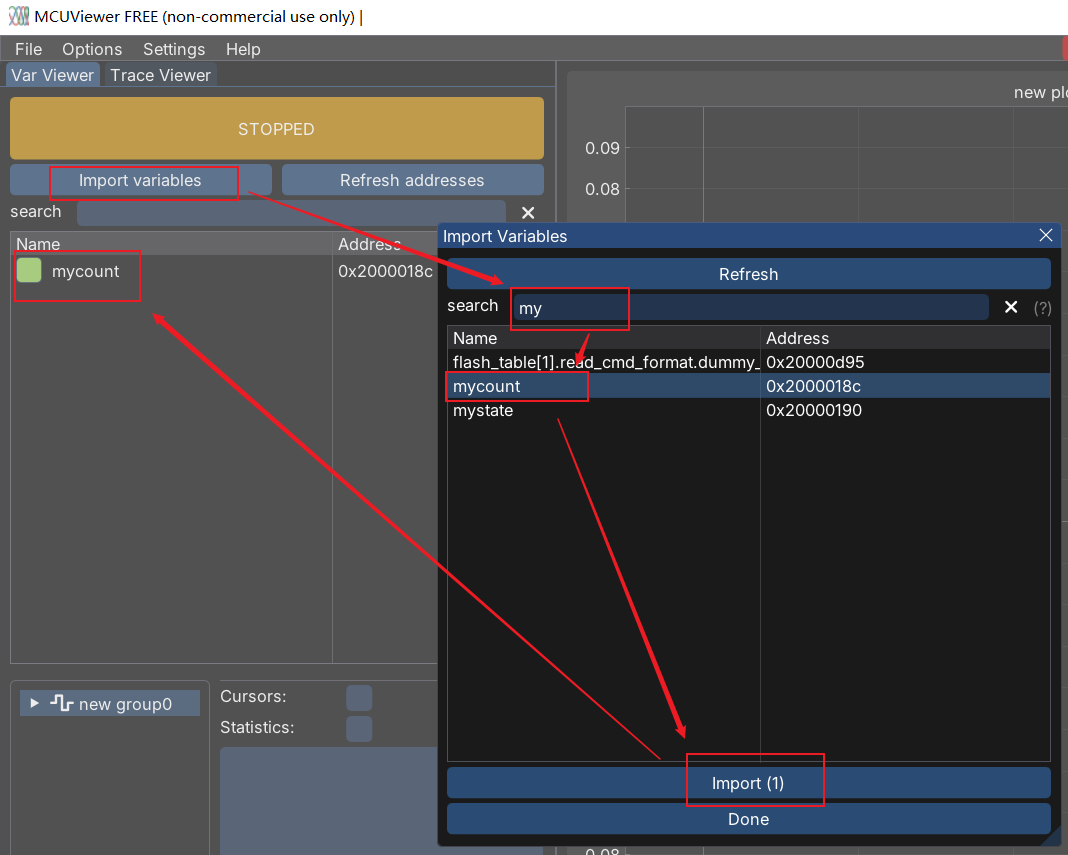 MCUViewer FREE (non-commercial use only) |
File Options Settings Help
Var Viewer Trace Viewer
STOPPED
Import variables Refresh addresses
search
Name Address
mycount 0x2000018c
new group0
Cursors:
Statistics:
new plo
0.09
0.08
Import Variables
Refresh
search my (?)
Name Address
flash_table[1].read_cmd_format.dummy_ 0x20000d95
mycount 0x2000018c
mystate 0x20000190
Import (1)
Done
0.08